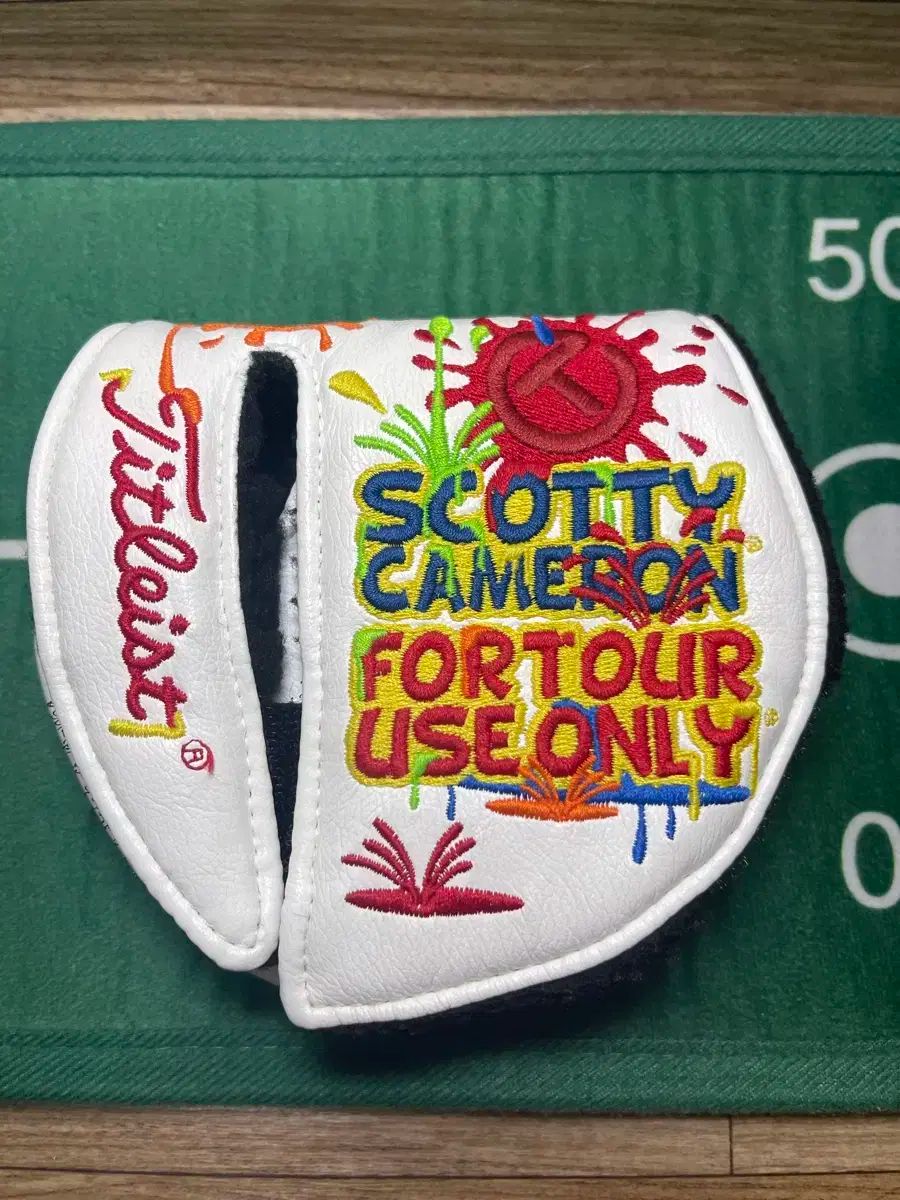 Titleist®
T
SCOTTY
CAMERON®
FOR TOUR
USE ONLY®
50
0